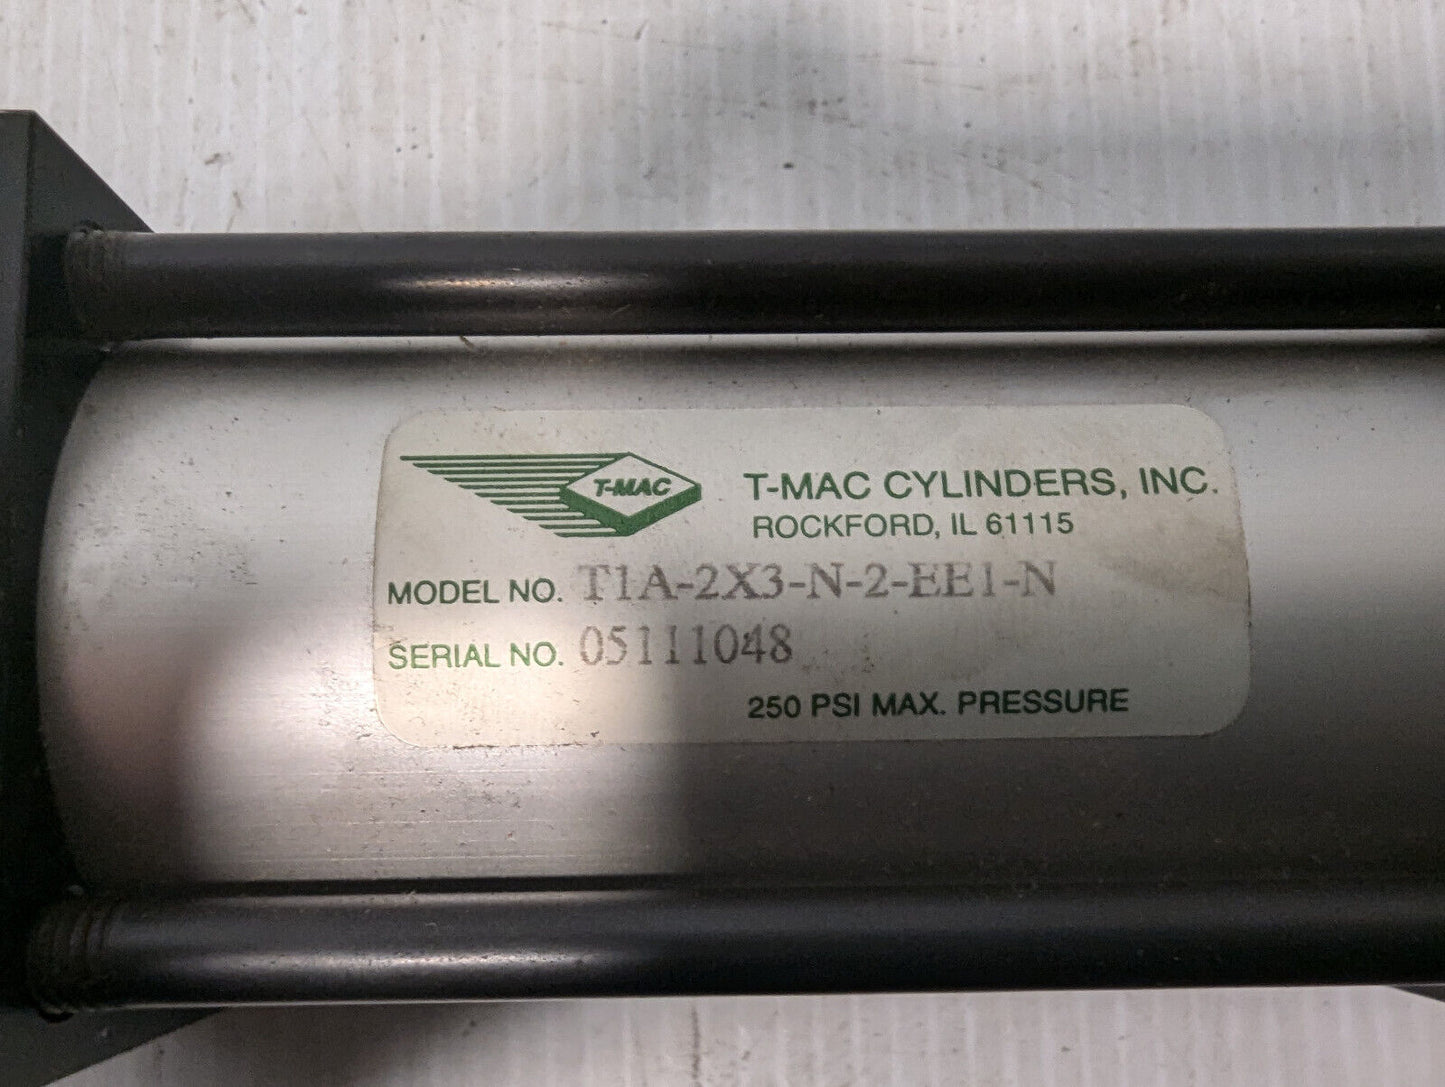 T-MAC
T-MAC CYLINDERS, INC.
ROCKFORD, IL 61115
MODEL NO. T1A-2X3-N-2-EE1-N
SERIAL NO. 05111048
250 PSI MAX. PRESSURE